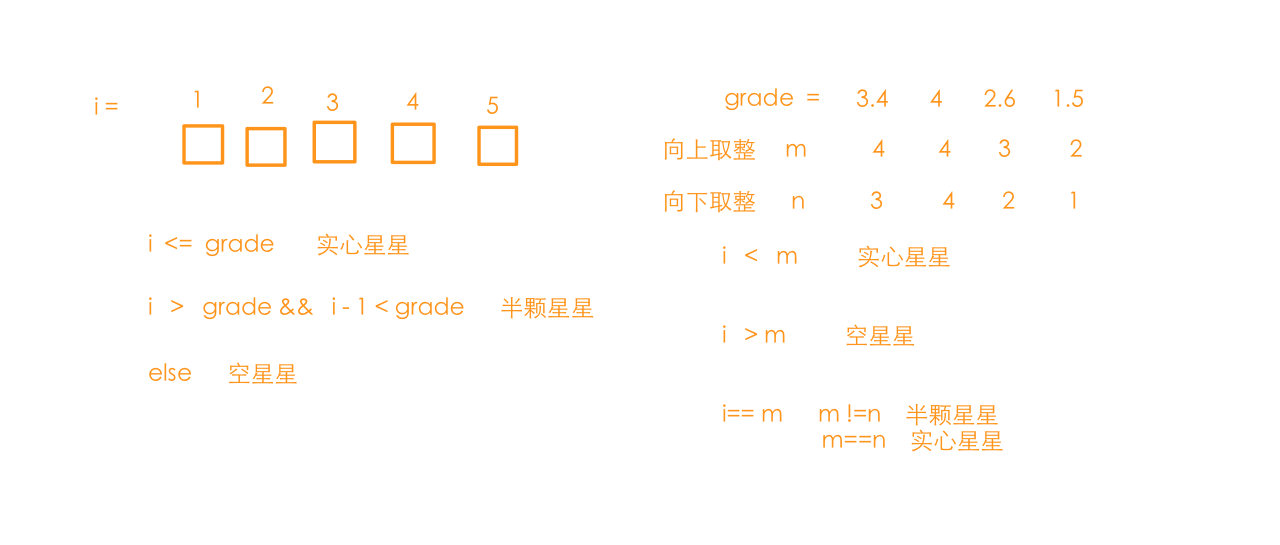 i = 1 2 3 4 5
i <= grade 实心星星
i > grade && i - 1 < grade 半颗星星
else 空星星
grade = 3.4 4 2.6 1.5
向上取整 m 4 4 3 2
向下取整 n 3 4 2 1
i < m 实心星星
i > m 空星星
i== m m !=n 半颗星星
m==n 实心星星